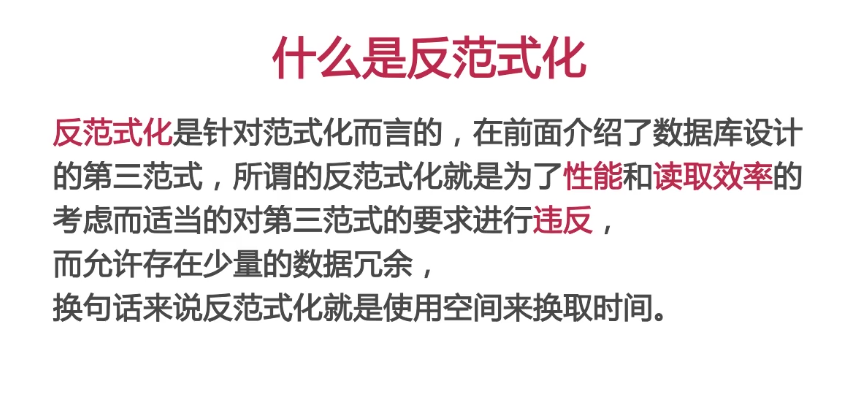 什么是反范式化
反范式化是针对范式化而言的，在前面介绍了数据库设计
的第三范式，所谓的反范式化就是为了性能和读取效率的
考虑而适当的对第三范式的要求进行违反，
而允许存在少量的数据冗余，
换句话来说反范式化就是使用空间来换取时间。